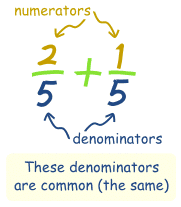 numerators
2 1
+
5 5
denominators
These denominators
are common (the same)